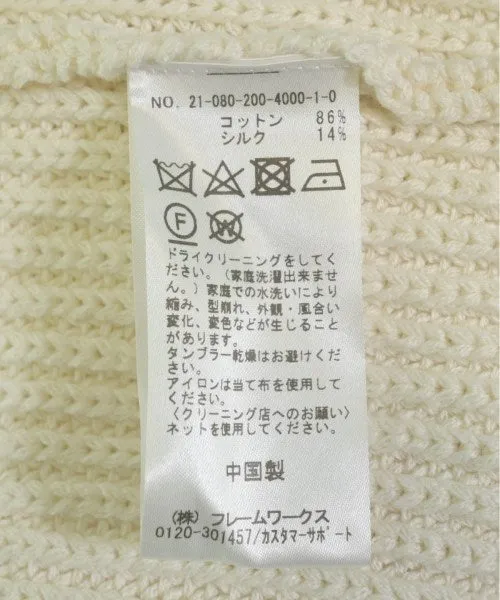 NO. 21-080-200-4000-1-0
コットン 86%
シルク 14%
F W
ドライクリーニングをしてく
ださい。(家庭洗濯出来ませ
ん。)家庭での水洗いにより
縮み、型崩れ、外観・風合い
変化、変色などが生じること
があります。
タンブラー乾燥はお避けくだ
さい。
アイロンは当て布を使用して
ください。
〈クリーニング店へのお願い〉
ネットを使用してください。
中国製
(株) フレームワークス
0120-301457/カスタマーサポート